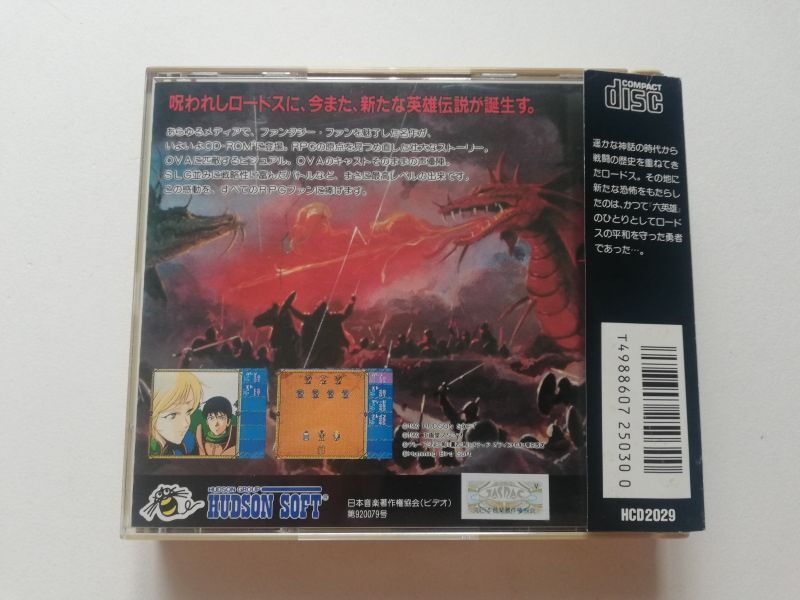 呪われしロードスに、今また、新たな英雄伝説が誕生す。
あらゆるメディアで、ファンタジー・ファンを魅了した名作が、
いよいよCD-ROM²に登場。RPGの原点を見つめ直した壮大なストーリー。
OVAに匹敵するビジュアル、OVAのキャストそのままの声優陣。
SLG並みに戦略性に富んだバトルなど、まさに最高レベルの出来です。
この感動を、すべてのRPGファンに捧げます。
COMPACT
disc
遥かな神話の時代から
戦闘の歴史を重ねてき
たロードス。その地に
新たな恐怖をもたらし
たのは、かつて『六英雄』
のひとりとしてロード
スの平和を守った勇者
であった…。
T4988607250300
HCD2029
HUDSON SOFT
©Humming Bird Soft
HUDSON GROUP
HUDSON SOFT®
日本音楽著作権協会(ビデオ)
第920079号
JASRAC
V